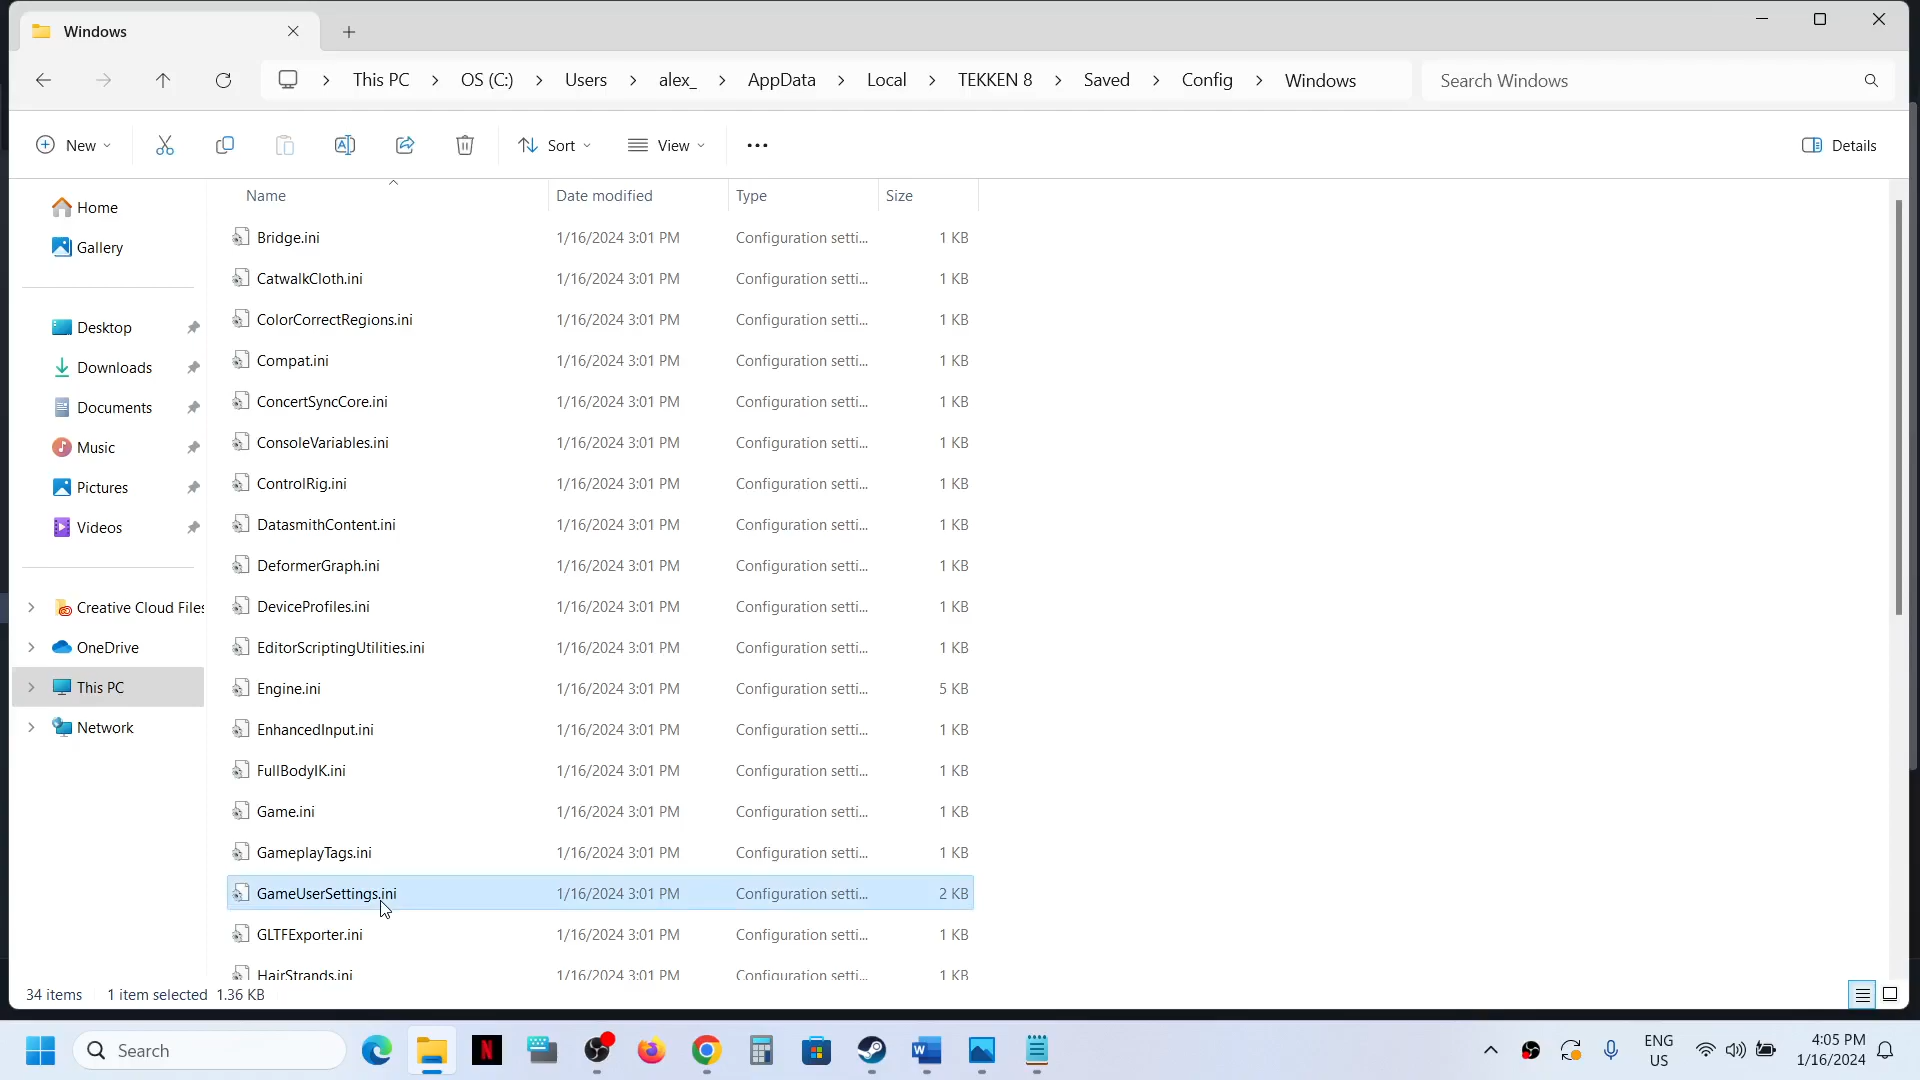 Windows
This PC > OS (C:) > Users > alex_ > AppData > Local > TEKKEN 8 > Saved > Config > Windows
Search Windows
New
Sort
View
Details
Name Date modified Type Size
Home
Gallery
Desktop
Downloads
Documents
Music
Pictures
Videos
Creative Cloud Files
OneDrive
This PC
Network
Bridge.ini 1/16/2024 3:01 PM Configuration setti... 1 KB
CatwalkCloth.ini 1/16/2024 3:01 PM Configuration setti... 1 KB
ColorCorrectRegions.ini 1/16/2024 3:01 PM Configuration setti... 1 KB
Compat.ini 1/16/2024 3:01 PM Configuration setti... 1 KB
ConcertSyncCore.ini 1/16/2024 3:01 PM Configuration setti... 1 KB
ConsoleVariables.ini 1/16/2024 3:01 PM Configuration setti... 1 KB
ControlRig.ini 1/16/2024 3:01 PM Configuration setti... 1 KB
DatasmithContent.ini 1/16/2024 3:01 PM Configuration setti... 1 KB
DeformerGraph.ini 1/16/2024 3:01 PM Configuration setti... 1 KB
DeviceProfiles.ini 1/16/2024 3:01 PM Configuration setti... 1 KB
EditorScriptingUtilities.ini 1/16/2024 3:01 PM Configuration setti... 1 KB
Engine.ini 1/16/2024 3:01 PM Configuration setti... 5 KB
EnhancedInput.ini 1/16/2024 3:01 PM Configuration setti... 1 KB
FullBodyIK.ini 1/16/2024 3:01 PM Configuration setti... 1 KB
Game.ini 1/16/2024 3:01 PM Configuration setti... 1 KB
GameplayTags.ini 1/16/2024 3:01 PM Configuration setti... 1 KB
GameUserSettings.ini 1/16/2024 3:01 PM Configuration setti... 2 KB
GLTFExporter.ini 1/16/2024 3:01 PM Configuration setti... 1 KB
HairStrands.ini 1/16/2024 3:01 PM Configuration setti... 1 KB
34 items 1 item selected 1.36 KB
Search
ENG
US
4:05 PM
1/16/2024